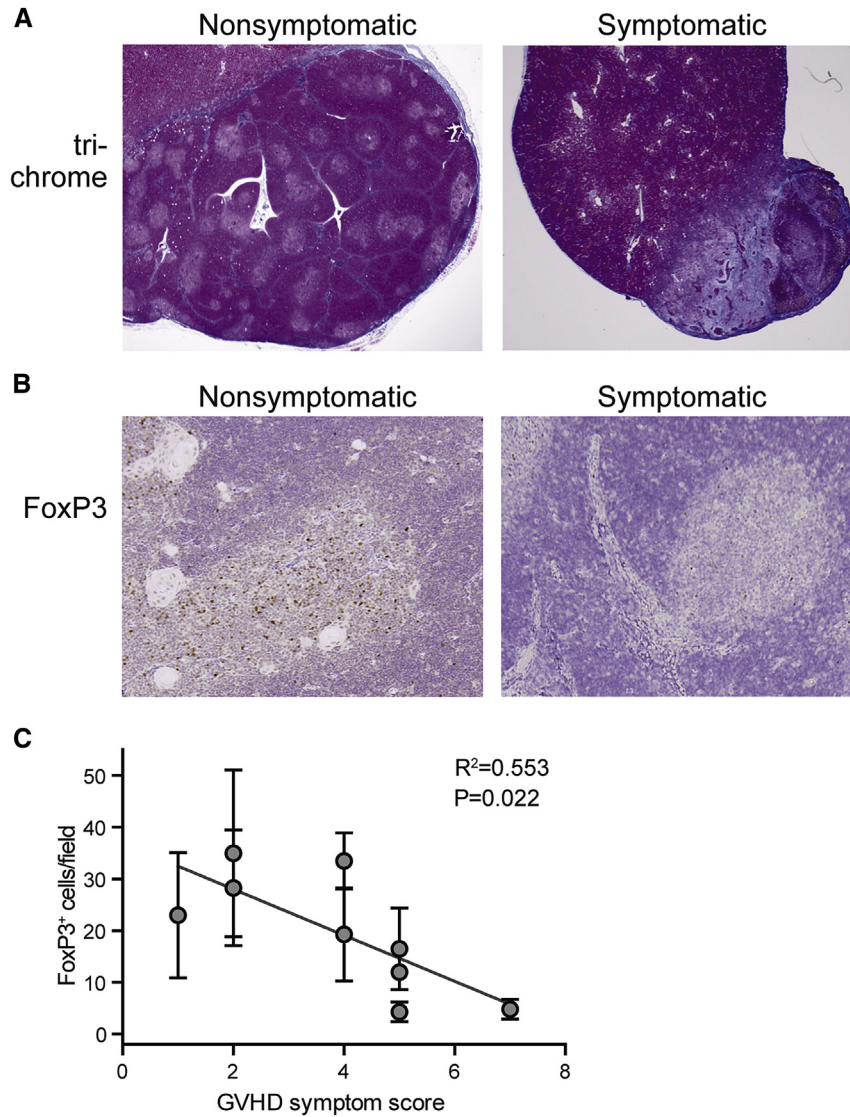 A
Nonsymptomatic
Symptomatic
tri-
chrome
B
Nonsymptomatic
Symptomatic
FoxP3
C
R²=0.553
P=0.022
FoxP3⁺ cells/field
50
40
30
20
10
0
0 2 4 6 8
GVHD symptom score